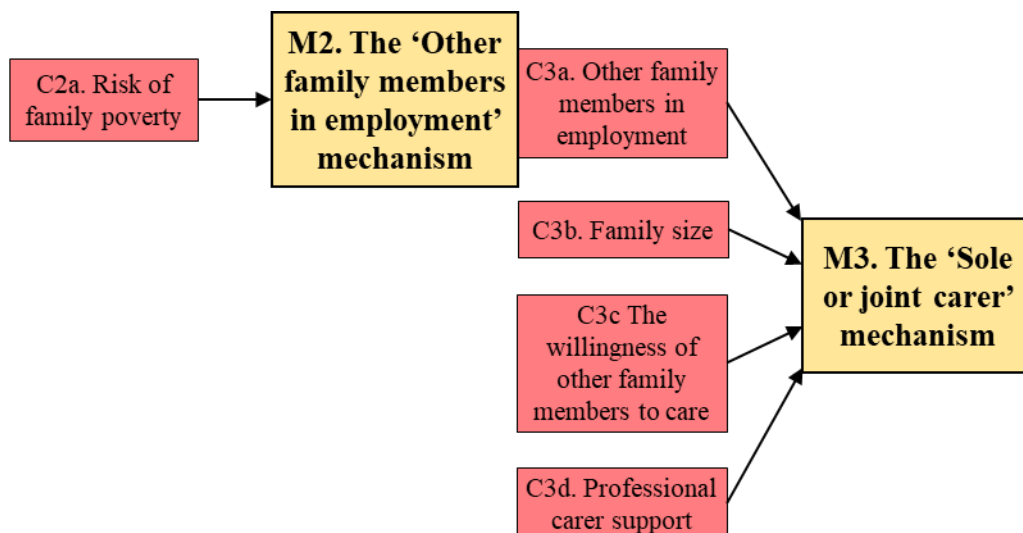 C2a. Risk of
family poverty
M2. The ‘Other
family members
in employment’
mechanism
C3a. Other family
members in
employment
C3b. Family size
C3c The
willingness of
other family
members to care
C3d. Professional
carer support
M3. The ‘Sole
or joint carer’
mechanism